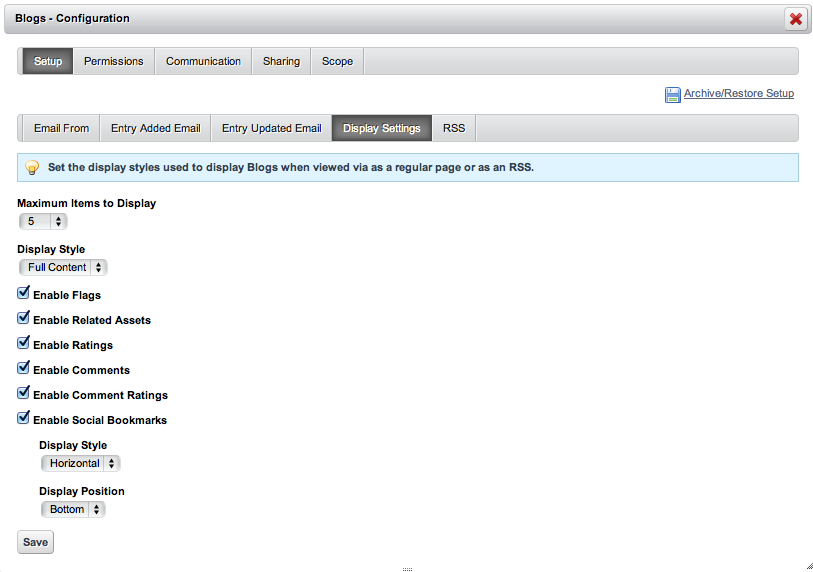 Blogs - Configuration
Setup Permissions Communication Sharing Scope
Archive/Restore Setup
Email From Entry Added Email Entry Updated Email Display Settings RSS
Set the display styles used to display Blogs when viewed via as a regular page or as an RSS.
Maximum Items to Display
5
Display Style
Full Content
Enable Flags
Enable Related Assets
Enable Ratings
Enable Comments
Enable Comment Ratings
Enable Social Bookmarks
Display Style
Horizontal
Display Position
Bottom
Save